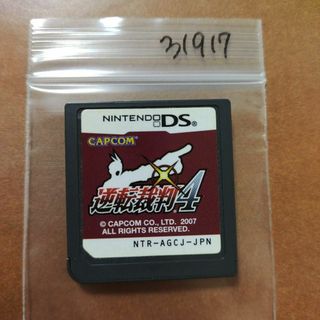 31917
NINTENDO DS
CAPCOM
逆転裁判4
© CAPCOM CO., LTD. 2007
ALL RIGHTS RESERVED.
NTR-AGCJ-JPN